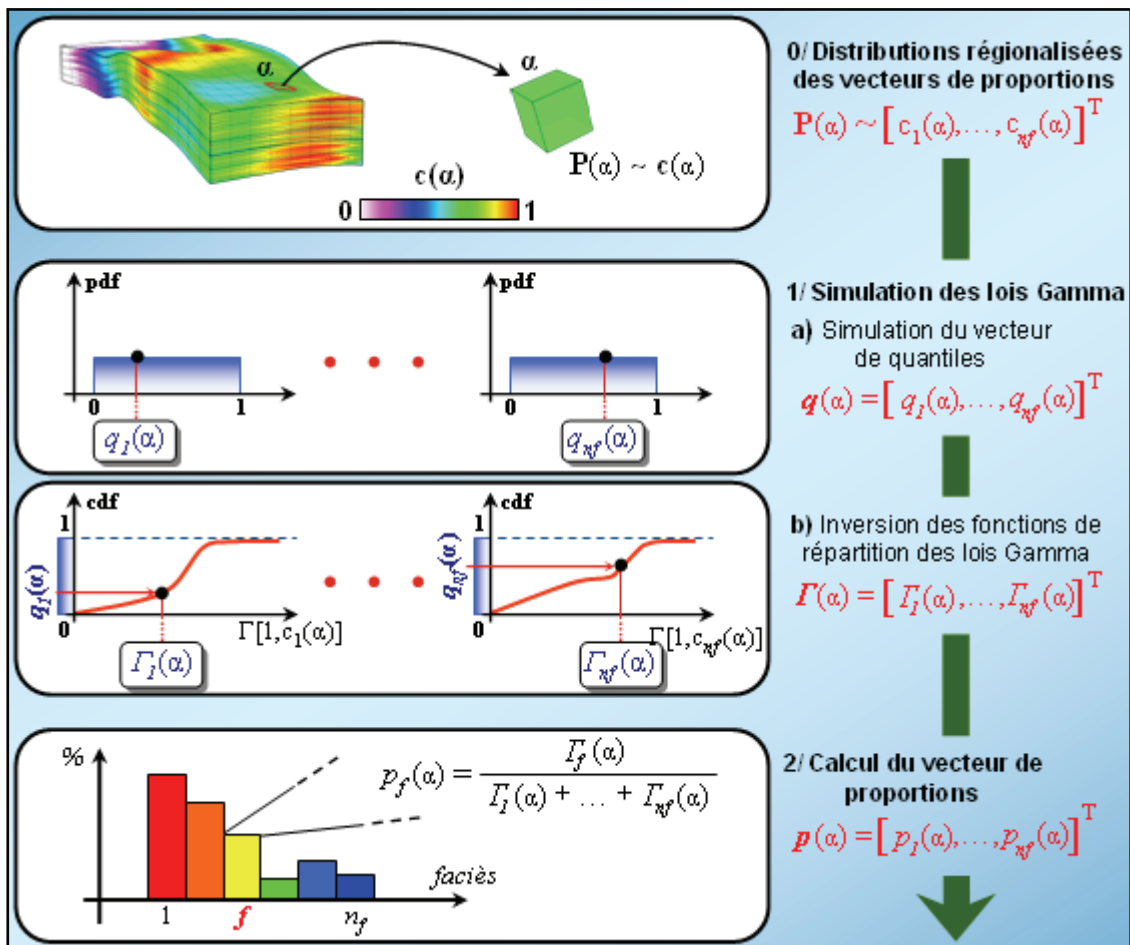 α
α
P(α) ~ c(α)
c(α)
0 1
0/ Distributions régionalisées
des vecteurs de proportions
P(α) ~ [ c1(α),..., cnf(α) ]T
pdf
0 1
q1(α)
pdf
0 1
qnf(α)
1/ Simulation des lois Gamma
a) Simulation du vecteur
de quantiles
q(α) = [ q1(α),..., qnf(α) ]T
cdf
1
q1(α)
0
Γ[1,c1(α)]
Γ1(α)
cdf
1
qnf(α)
0
Γ[1,cnf(α)]
Γnf(α)
b) Inversion des fonctions de
répartition des lois Gamma
Γ(α) = [ Γ1(α),..., Γnf(α) ]T
%
pf(α) = Γf(α) / Γ1(α) + ... + Γnf(α)
faciès
1 f nf
2/ Calcul du vecteur de
proportions
p(α) = [ p1(α),..., pnf(α) ]T